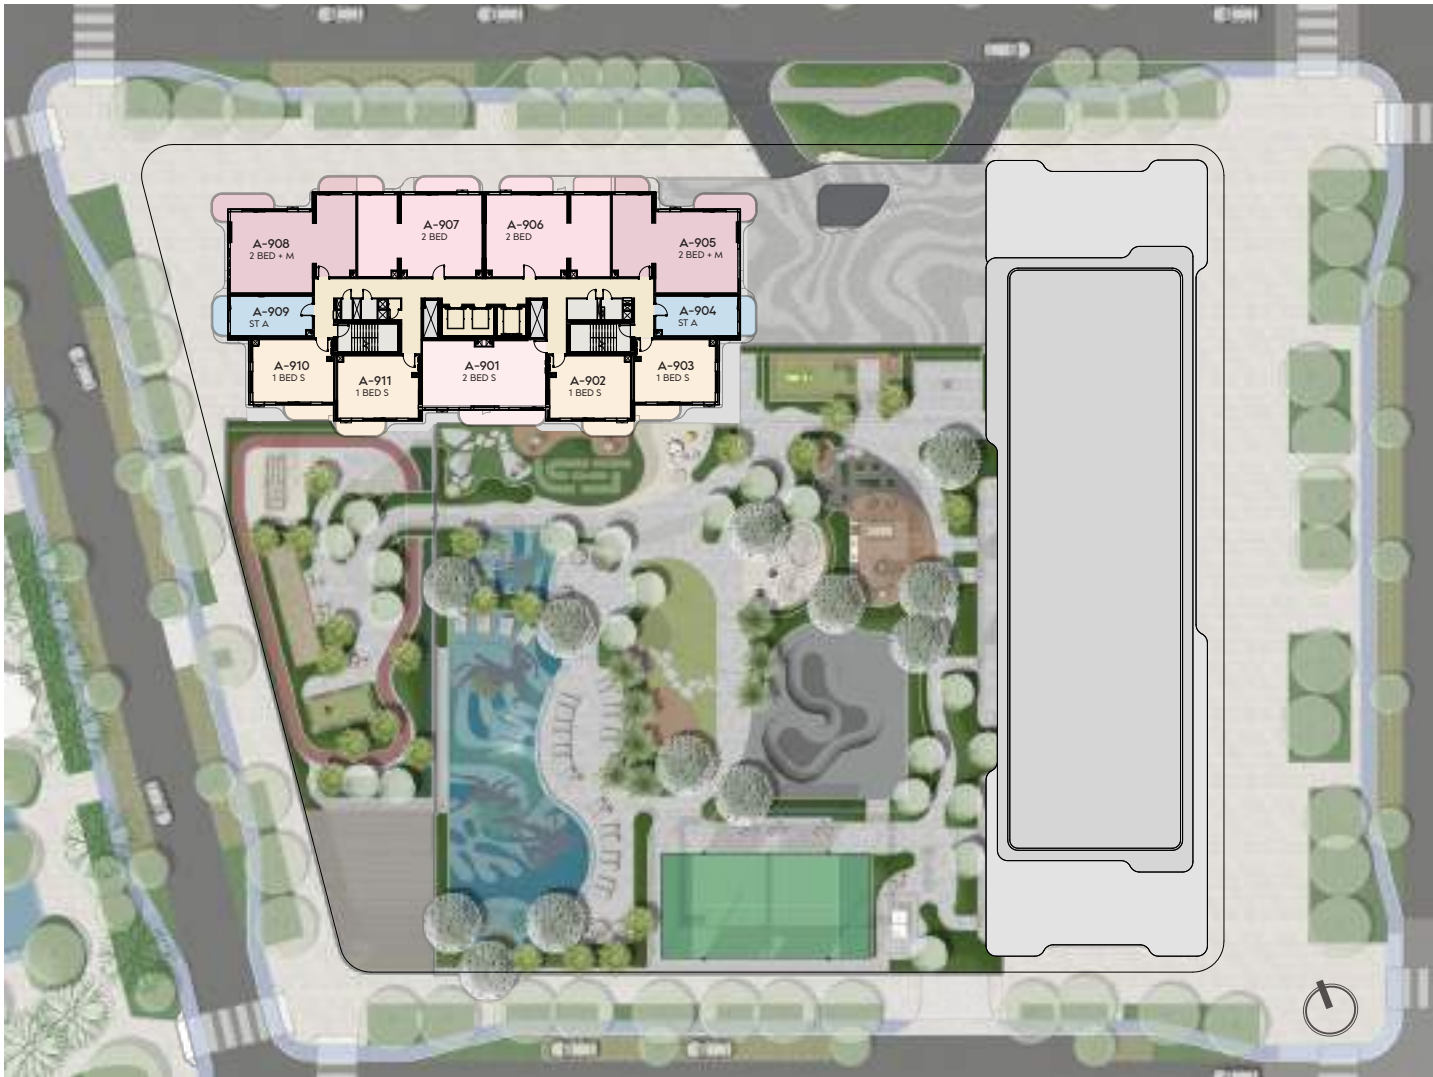 A-907
2 BED
A-906
2 BED
A-908
2 BED + M
A-905
2 BED + M
A-909
ST A
A-904
ST A
A-910
1 BED S
A-911
1 BED S
A-901
2 BED S
A-902
1 BED S
A-903
1 BED S